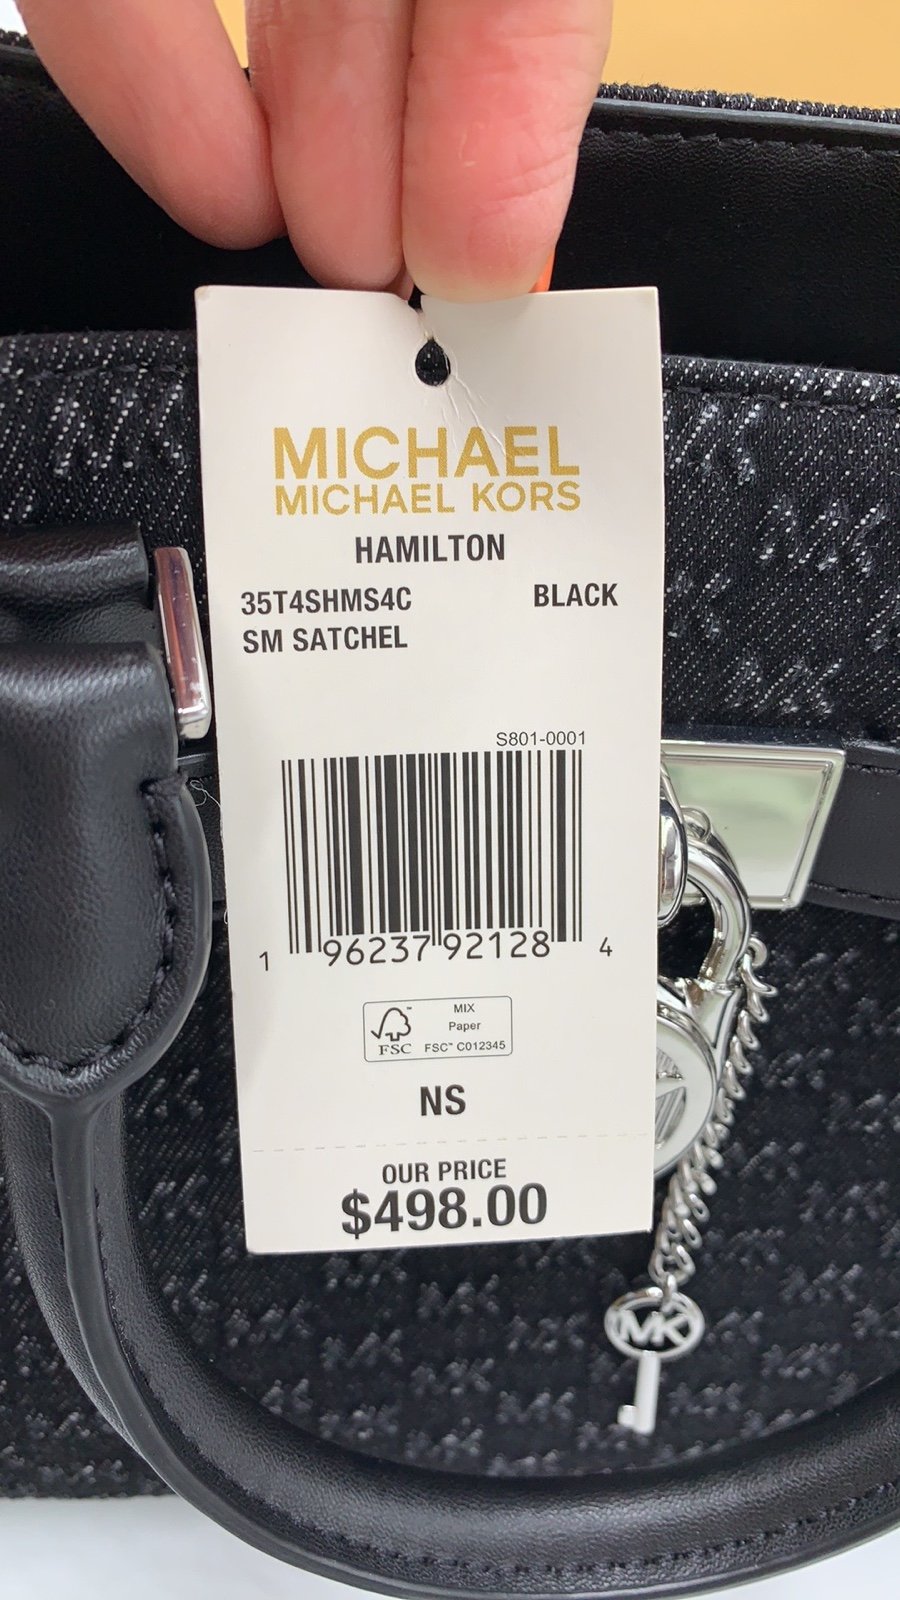 MICHAEL
MICHAEL KORS
HAMILTON
35T4SHMS4C BLACK
SM SATCHEL
S801-0001
1 96237 92128 4
FSC™
MIX
Paper
FSC™ C012345
NS
OUR PRICE
$498.00
MK